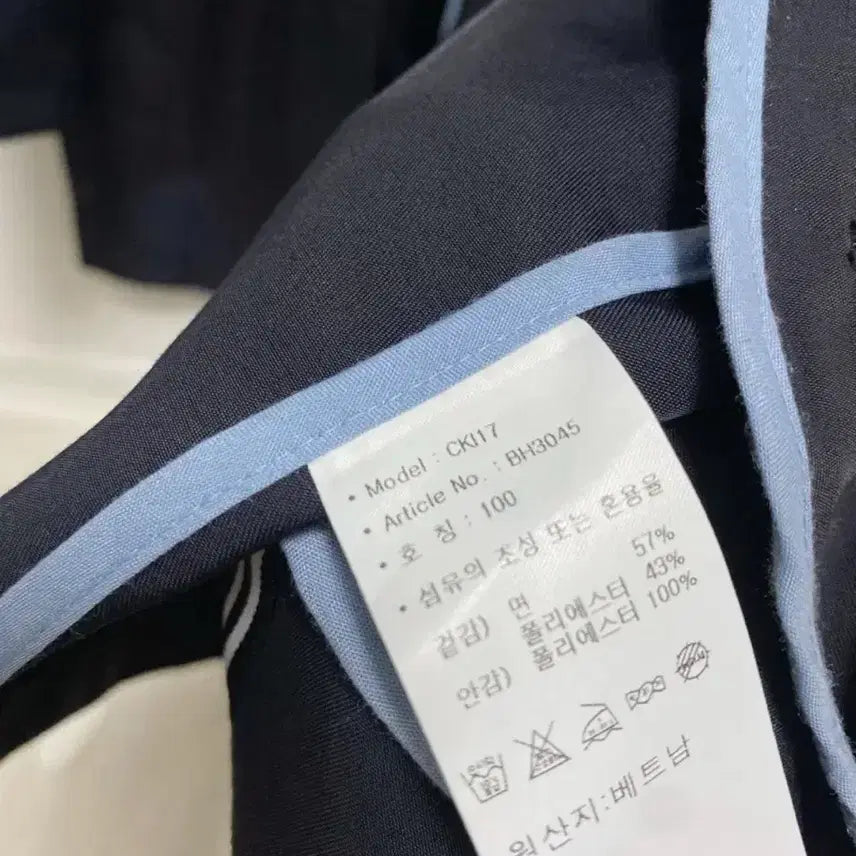 • Model : CKI17
• Article No. : BH3045
• 호 칭 : 100
• 섬유의 조성 또는 혼용율
겉감) 면 57%
폴리에스터 43%
안감) 폴리에스터 100%
원산지:베트남